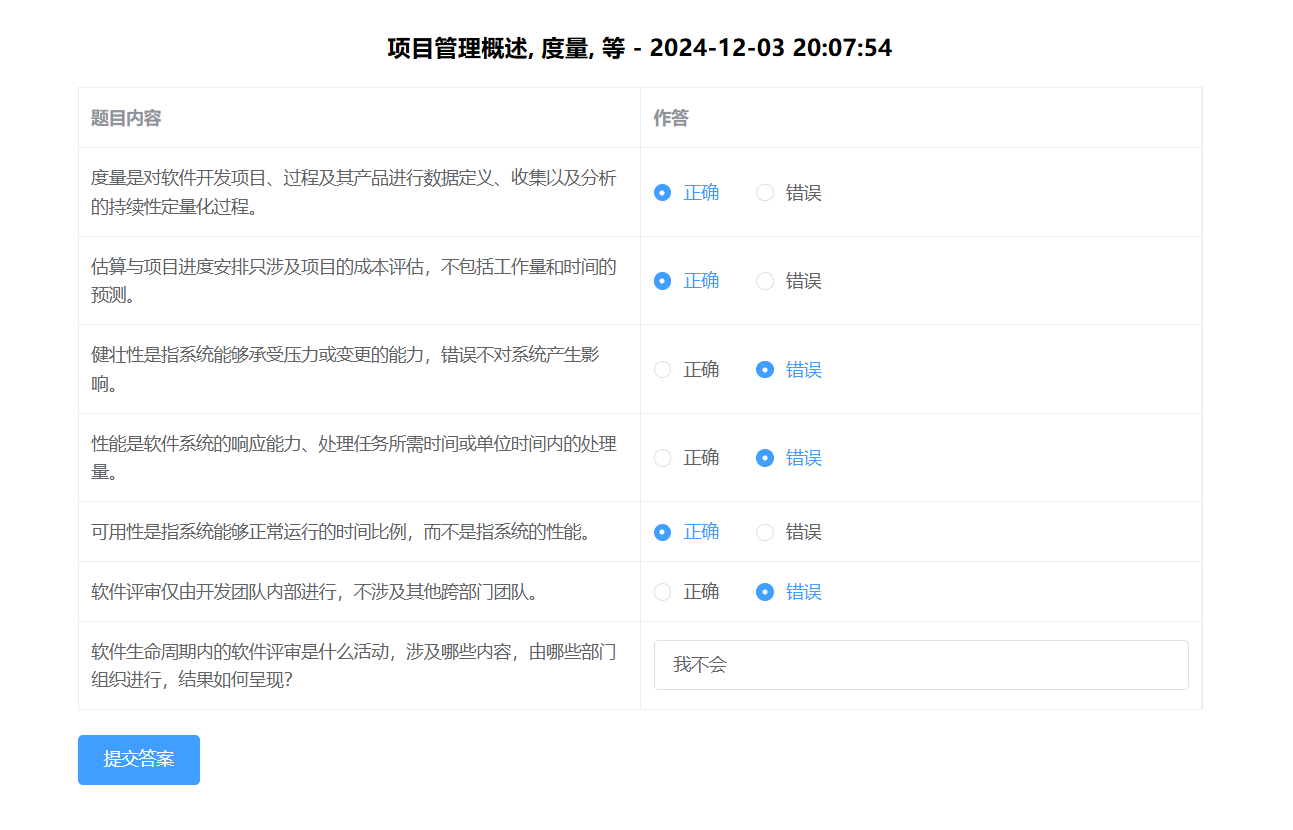 项目管理概述, 度量, 等 - 2024-12-03 20:07:54
题目内容
作答
度量是对软件开发项目、过程及其产品进行数据定义、收集以及分析
的持续性定量化过程。
正确
错误
估算与项目进度安排只涉及项目的成本评估，不包括工作量和时间的
预测。
正确
错误
健壮性是指系统能够承受压力或变更的能力，错误不对系统产生影
响。
正确
错误
性能是软件系统的响应能力、处理任务所需时间或单位时间内的处理
量。
正确
错误
可用性是指系统能够正常运行的时间比例，而不是指系统的性能。
正确
错误
软件评审仅由开发团队内部进行，不涉及其他跨部门团队。
正确
错误
软件生命周期内的软件评审是什么活动，涉及哪些内容，由哪些部门
组织进行，结果如何呈现？
我不会
提交答案